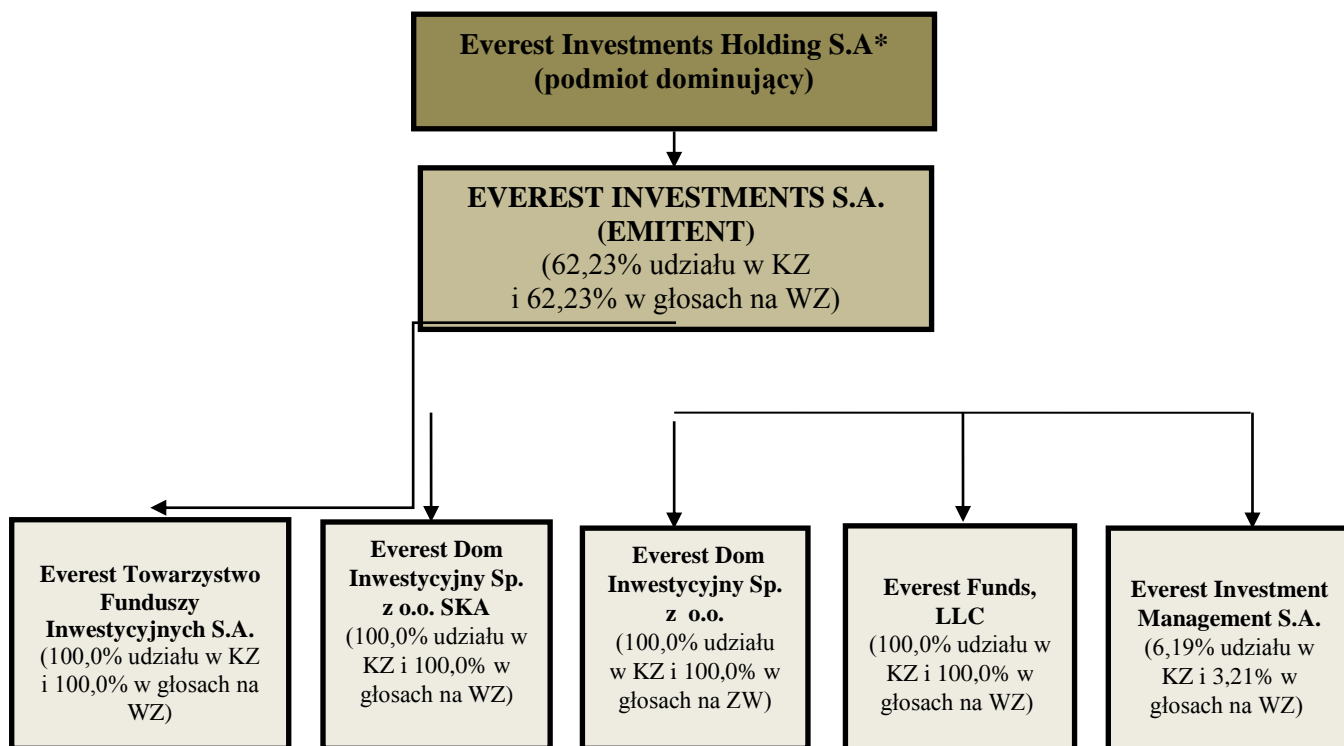 Everest Investments Holding S.A*
(podmiot dominujący)
EVEREST INVESTMENTS S.A.
(EMITENT)
(62,23% udziału w KZ
i 62,23% w głosach na WZ)
Everest Towarzystwo
Funduszy
Inwestycyjnych S.A.
(100,0% udziału w KZ
i 100,0% w głosach na
WZ)
Everest Dom
Inwestycyjny Sp.
z o.o. SKA
(100,0% udziału w
KZ i 100,0% w
głosach na WZ)
Everest Dom
Inwestycyjny Sp.
z o.o.
(100,0% udziału
w KZ i 100,0% w
głosach na ZW)
Everest Funds,
LLC
(100,0% udziału w
KZ i 100,0% w
głosach na WZ)
Everest Investment
Management S.A.
(6,19% udziału w
KZ i 3,21% w
głosach na WZ)